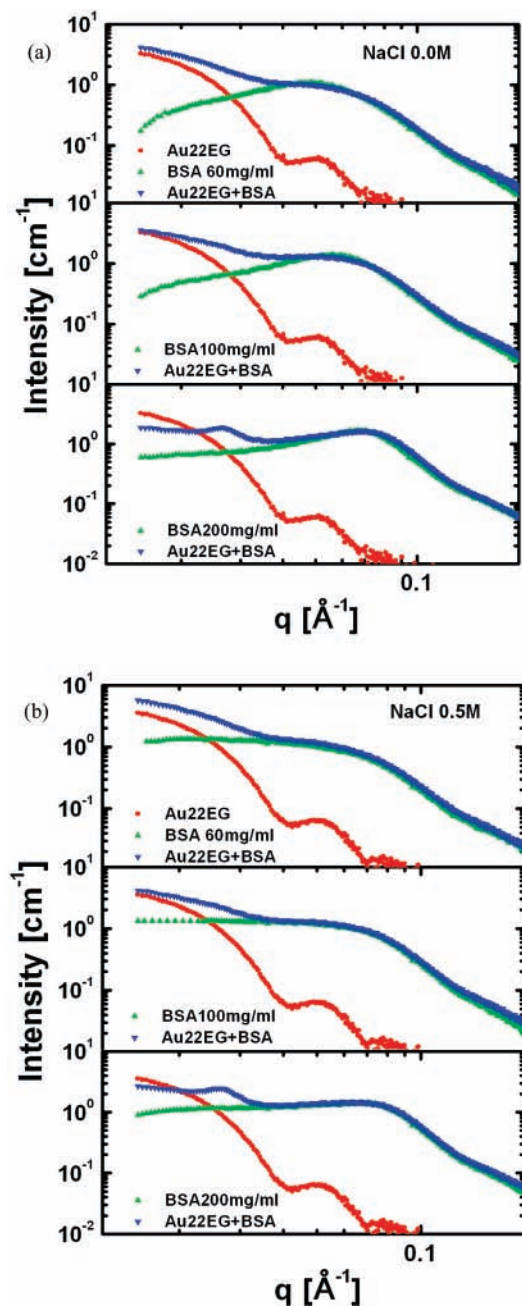 (a)
NaCl 0.0M
10¹
10⁰
10⁻¹
Au22EG
BSA 60mg/ml
Au22EG+BSA
10¹
10⁰
10⁻¹
BSA100mg/ml
Au22EG+BSA
10¹
10⁰
10⁻¹
BSA200mg/ml
Au22EG+BSA
10⁻²
Intensity [cm⁻¹]
0.1
q [Å⁻¹]
(b)
NaCl 0.5M
10¹
10⁰
10⁻¹
Au22EG
BSA 60mg/ml
Au22EG+BSA
10¹
10⁰
10⁻¹
BSA100mg/ml
Au22EG+BSA
10¹
10⁰
10⁻¹
BSA200mg/ml
Au22EG+BSA
10⁻²
Intensity [cm⁻¹]
0.1
q [Å⁻¹]